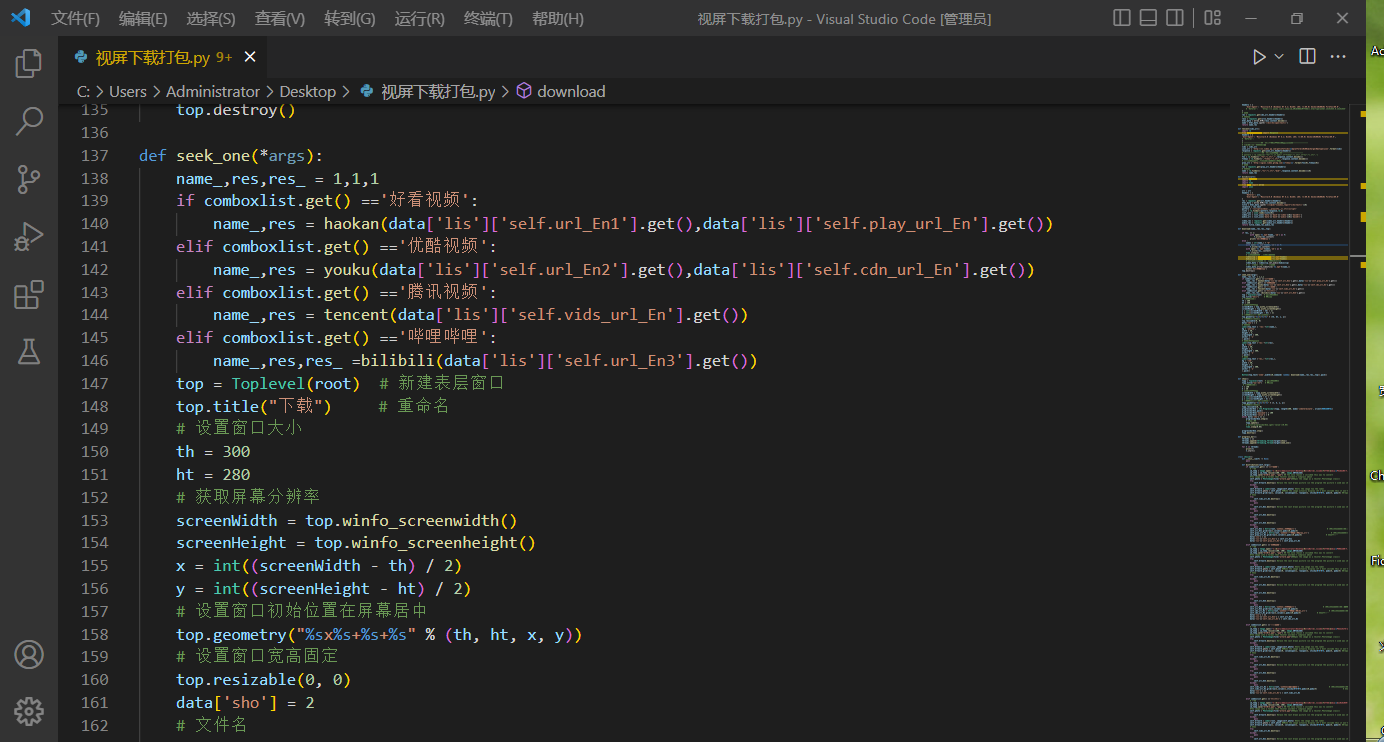 文件(F) 编辑(E) 选择(S) 查看(V) 转到(G) 运行(R) 终端(T) 帮助(H) 视屏下载打包.py - Visual Studio Code [管理员]
视屏下载打包.py 9+
C: > Users > Administrator > Desktop > 视屏下载打包.py > download
135 top.destroy()
136
137 def seek_one(*args):
138 name_,res,res_ = 1,1,1
139 if comboxlist.get() =='好看视频':
140 name_,res = haokan(data['lis']['self.url_En1'].get(),data['lis']['self.play_url_En'].get())
141 elif comboxlist.get() =='优酷视频':
142 name_,res = youku(data['lis']['self.url_En2'].get(),data['lis']['self.cdn_url_En'].get())
143 elif comboxlist.get() =='腾讯视频':
144 name_,res = tencent(data['lis']['self.vids_url_En'].get())
145 elif comboxlist.get() =='哔哩哔哩':
146 name_,res,res_ =bilibili(data['lis']['self.url_En3'].get())
147 top = Toplevel(root) # 新建表层窗口
148 top.title("下载") # 重命名
149 # 设置窗口大小
150 th = 300
151 ht = 280
152 # 获取屏幕分辨率
153 screenWidth = top.winfo_screenwidth()
154 screenHeight = top.winfo_screenheight()
155 x = int((screenWidth - th) / 2)
156 y = int((screenHeight - ht) / 2)
157 # 设置窗口初始位置在屏幕居中
158 top.geometry("%sx%s+%s+%s" % (th, ht, x, y))
159 # 设置窗口宽高固定
160 top.resizable(0, 0)
161 data['sho'] = 2
162 # 文件名